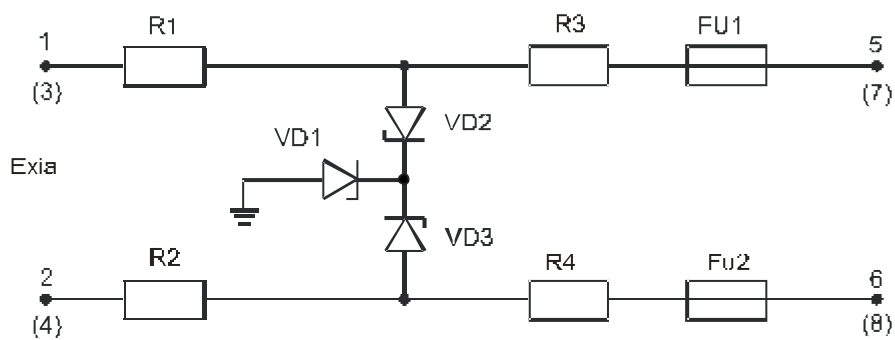 R1
R3
FU1
1
5
(3}
(7)
VD1
VD2
Exia
R2
VD3
R4
Fu2
2
6
(4)
(8)